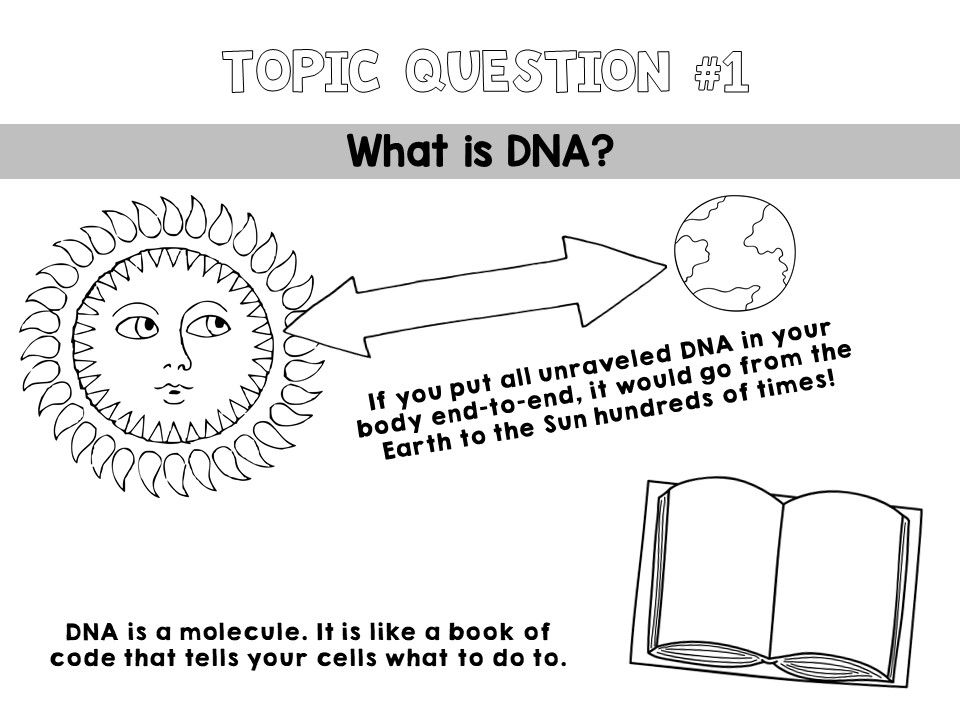 TOPIC QUESTION #1
What is DNA?
If you put all unraveled DNA in your
body end-to-end, it would go from the
Earth to the Sun hundreds of times!
DNA is a molecule. It is like a book of
code that tells your cells what to do to.